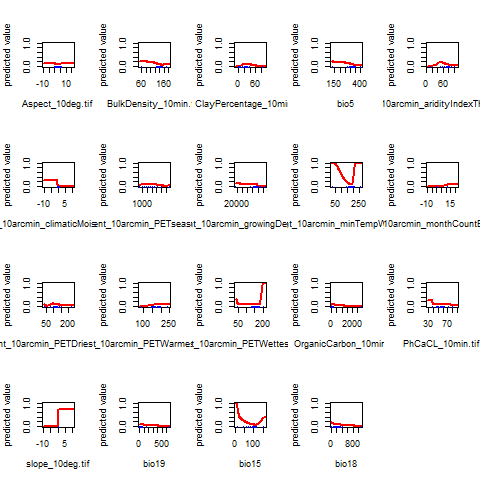 predicted value
0.0 1.0
-10 10
Aspect_10deg.tif
predicted value
0.0 1.0
60 160
BulkDensity_10min.
predicted value
0.0 1.0
0 60
ClayPercentage_10mi
predicted value
0.0 1.0
150 400
bio5
predicted value
0.0 1.0
0 60
10arcmin_aridityIndexTh
predicted value
0.0 1.0
-10 5
_10arcmin_climaticMois
predicted value
0.0 1.0
1000
nt_10arcmin_PETseas
predicted value
0.0 1.0
20000
nt_10arcmin_growingDe
predicted value
0.0 1.0
50 250
nt_10arcmin_minTempW
predicted value
0.0 1.0
-10 15
10arcmin_monthCountB
predicted value
0.0 1.0
50 200
nt_10arcmin_PETDries
predicted value
0.0 1.0
100 250
t_10arcmin_PETWarmes
predicted value
0.0 1.0
50 200
t_10arcmin_PETWettes
predicted value
0.0 1.0
0 2000
OrganicCarbon_10mir
predicted value
0.0 1.0
30 70
PhCaCL_10min.tif
predicted value
0.0 1.0
-10 5
slope_10deg.tif
predicted value
0.0 1.0
0 500
bio19
predicted value
0.0 1.0
0 100
bio15
predicted value
0.0 1.0
0 800
bio18